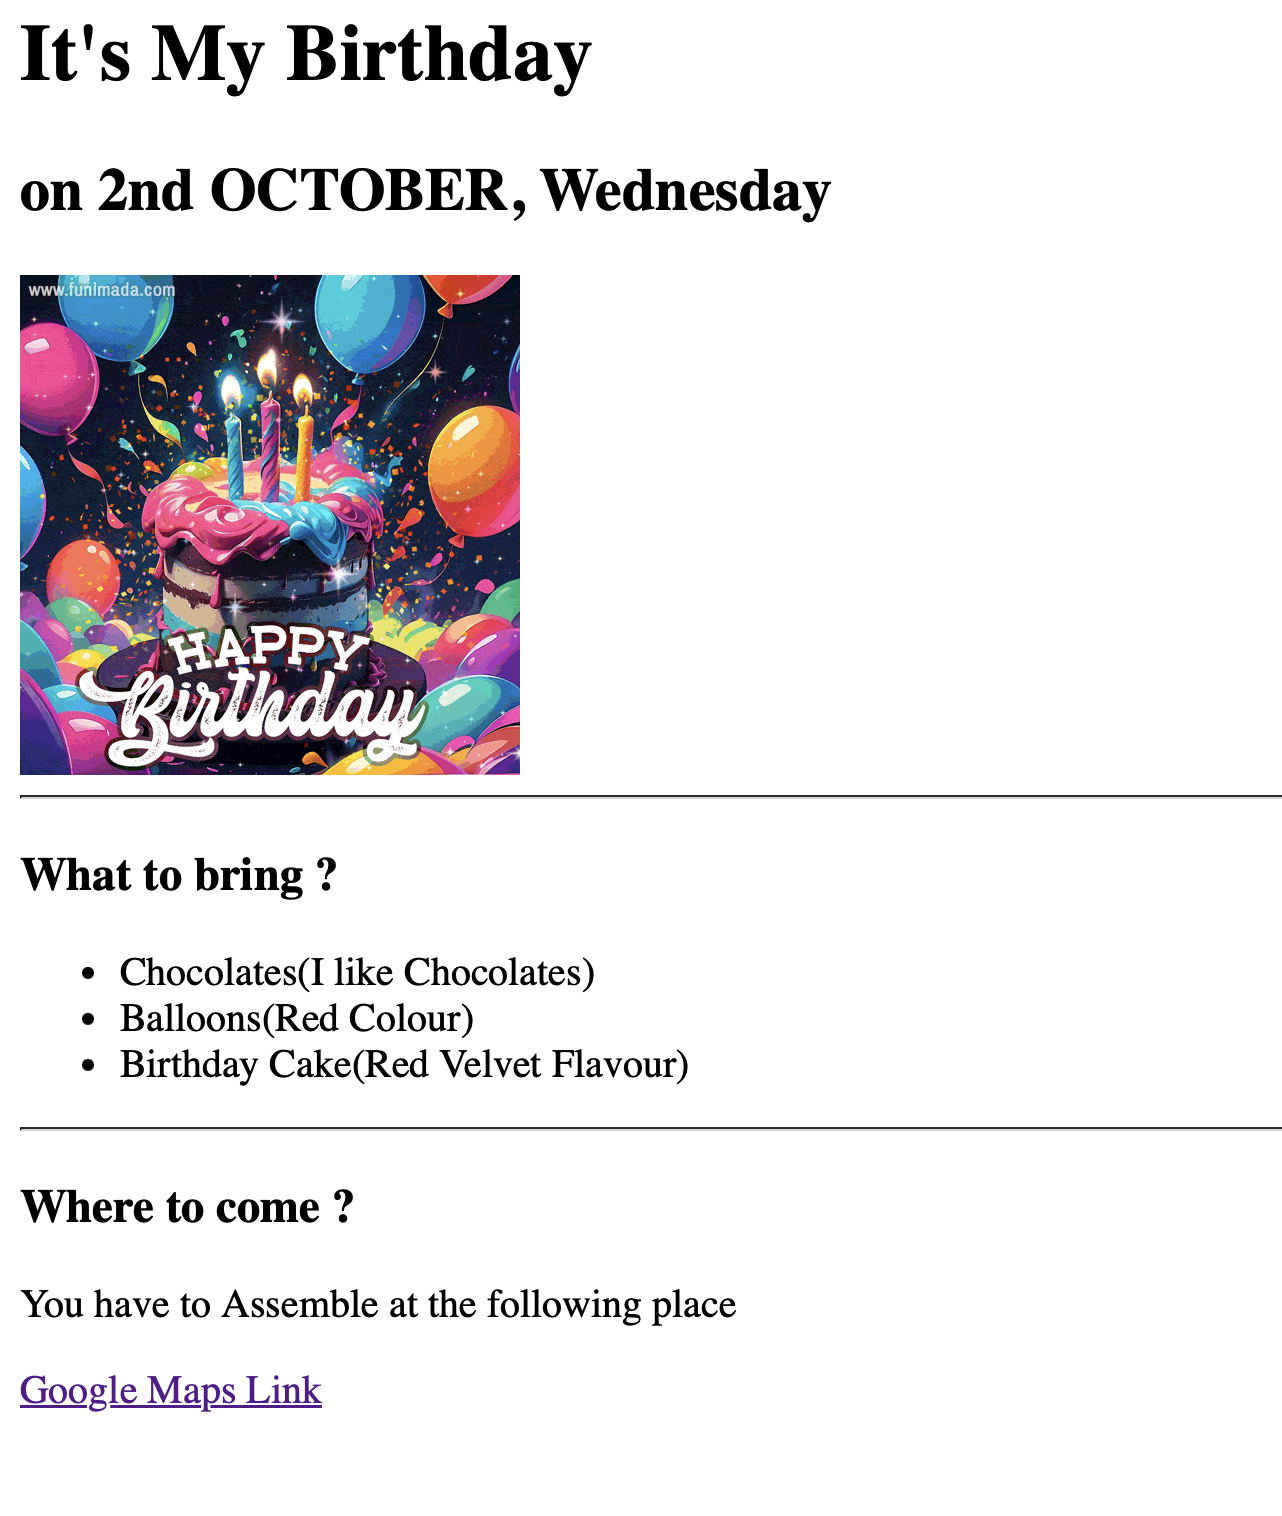 It's My Birthday
on 2nd OCTOBER, Wednesday
www.funimada.com
HAPPY
Birthday
What to bring ?
Chocolates(I like Chocolates)
Balloons(Red Colour)
Birthday Cake(Red Velvet Flavour)
Where to come ?
You have to Assemble at the following place
Google Maps Link